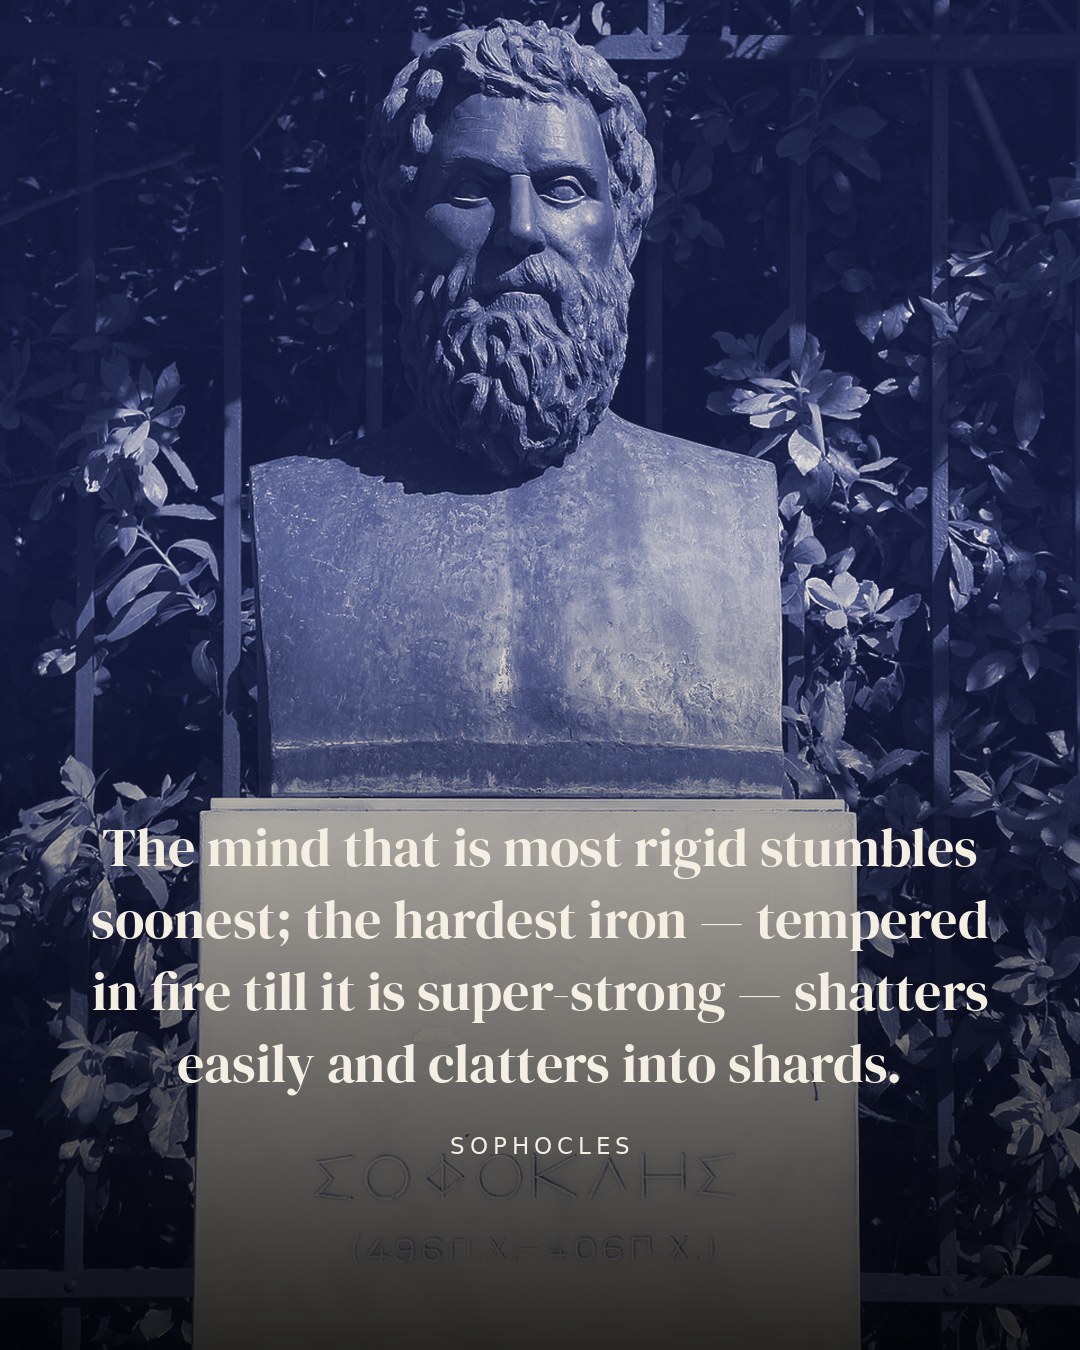 The mind that is most rigid stumbles
soonest; the hardest iron — tempered
in fire till it is super-strong — shatters
easily and clatters into shards.
SOPHOCLES
ΣΟΦΟΚΛΗΣ
(496Π.Χ.-406Π.Χ.)